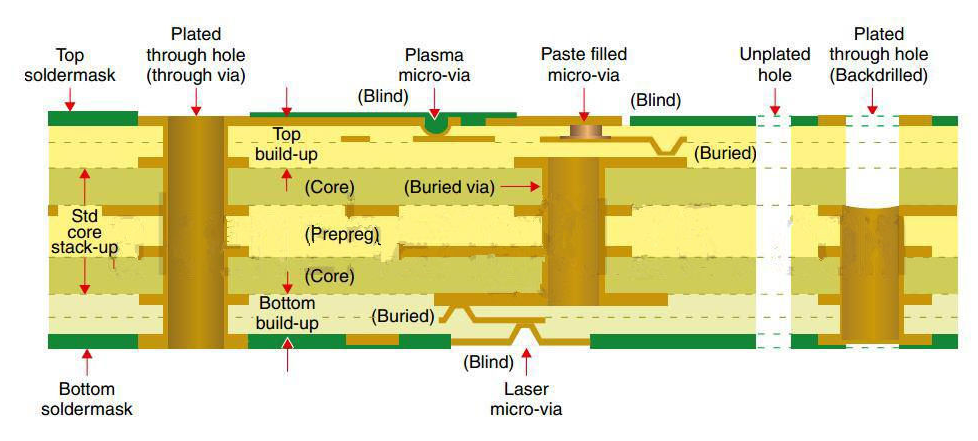 Top
soldermask
Plated
through hole
(through via)
Plasma
micro-via
(Blind)
Paste filled
micro-via
(Blind)
Unplated
hole
Plated
through hole
(Backdrilled)
Top
build-up
(Buried)
(Core)
(Buried via)
Std
core
stack-up
(Prepreg)
(Core)
Bottom
build-up
(Buried)
(Blind)
Bottom
soldermask
Laser
micro-via